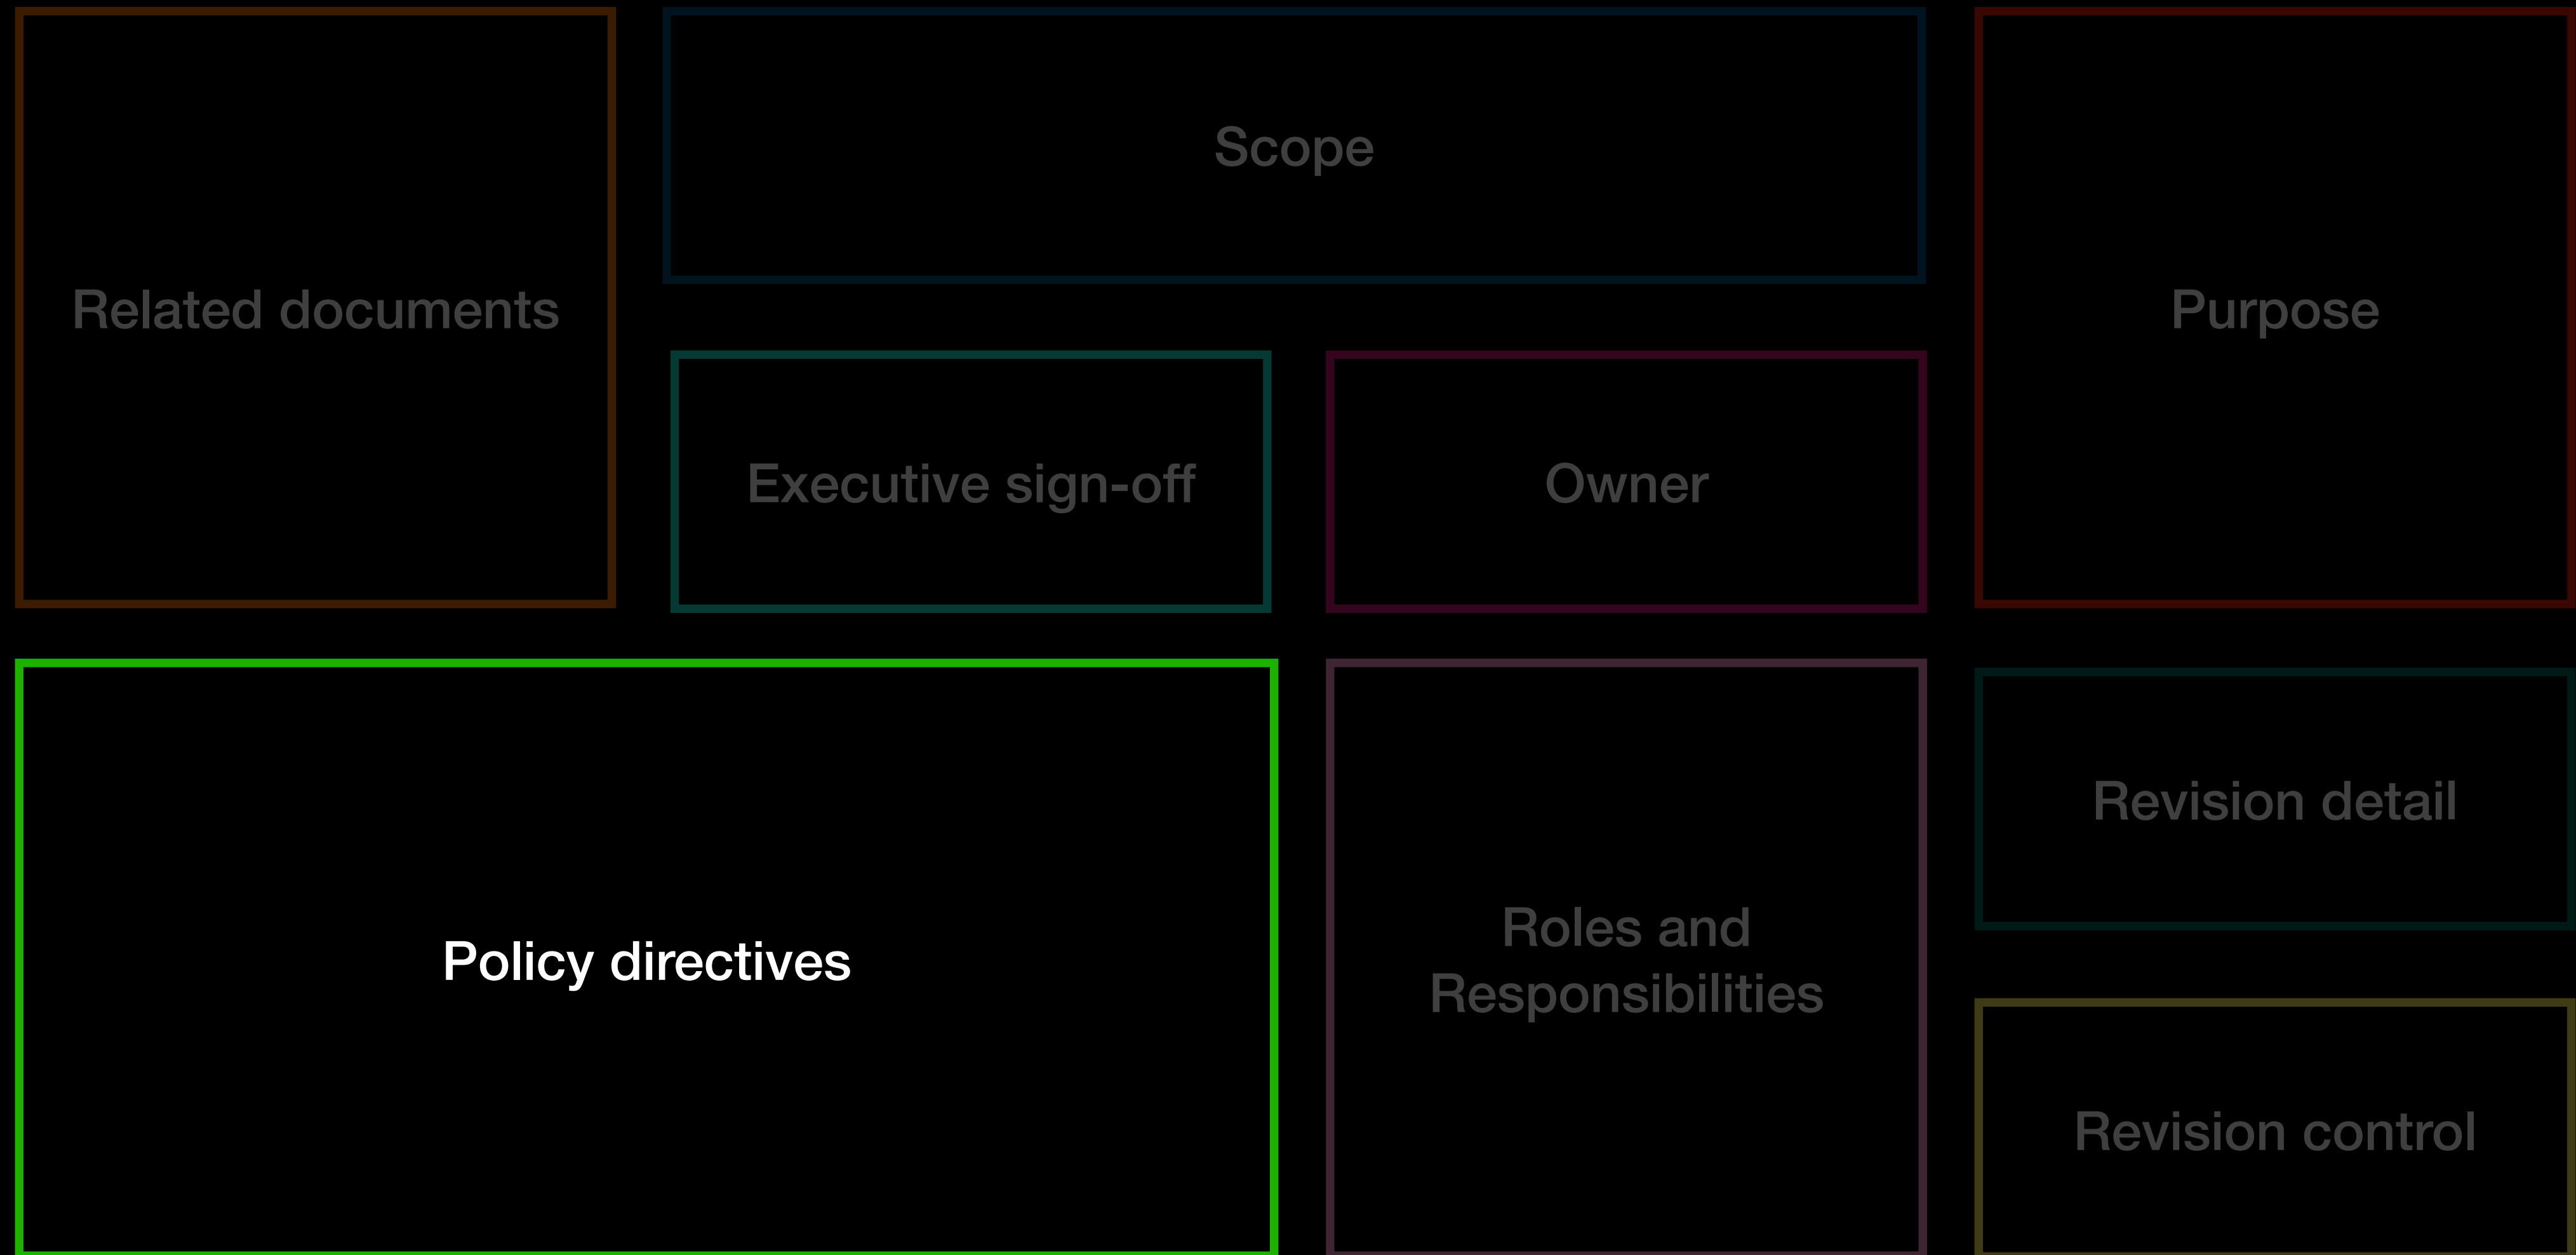 Related documents
Scope
Purpose
Executive sign-off
Owner
Policy directives
Roles and
Responsibilities
Revision detail
Revision control